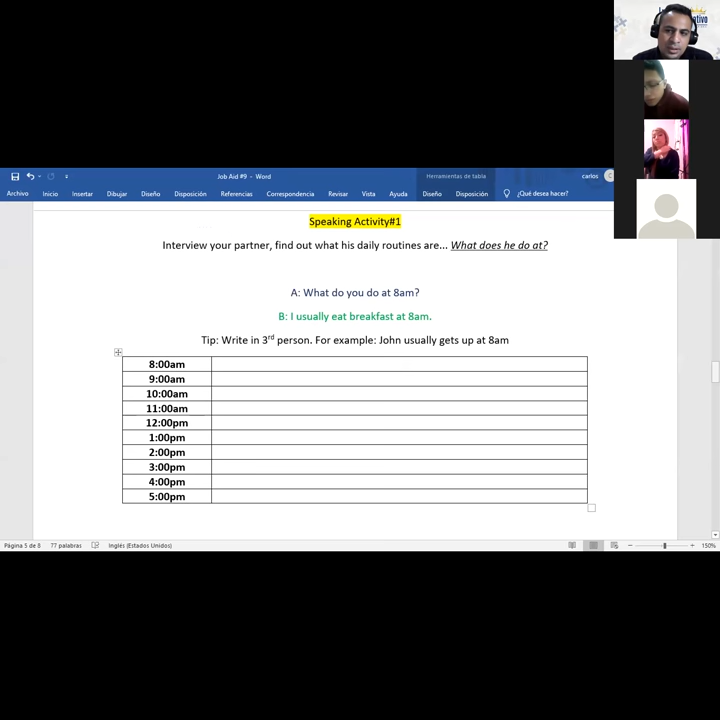 Job Aid #9 - Word
Herramientas de tabla
carlos
Archivo Inicio Insertar Dibujar Diseño Disposición Referencias Correspondencia Revisar Vista Ayuda Diseño Disposición ¿Qué desea hacer?
Speaking Activity#1
Interview your partner, find out what his daily routines are... What does he do at?
A: What do you do at 8am?
B: I usually eat breakfast at 8am.
Tip: Write in 3rd person. For example: John usually gets up at 8am
8:00am
9:00am
10:00am
11:00am
12:00pm
1:00pm
2:00pm
3:00pm
4:00pm
5:00pm
Página 5 de 8 77 palabras Inglés (Estados Unidos) 150%